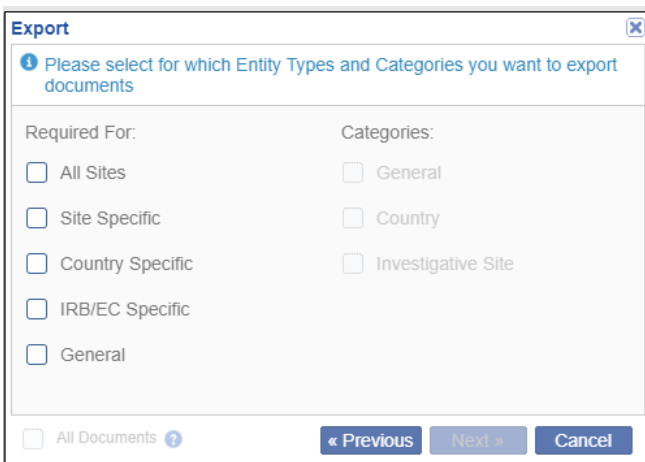 Export
Please select for which Entity Types and Categories you want to export
documents
Required For:
Categories:
All Sites
General
Site Specific
Country
Country Specific
Investigative Site
IRB/EC Specific
General
All Documents ?
« Previous
Next »
Cancel